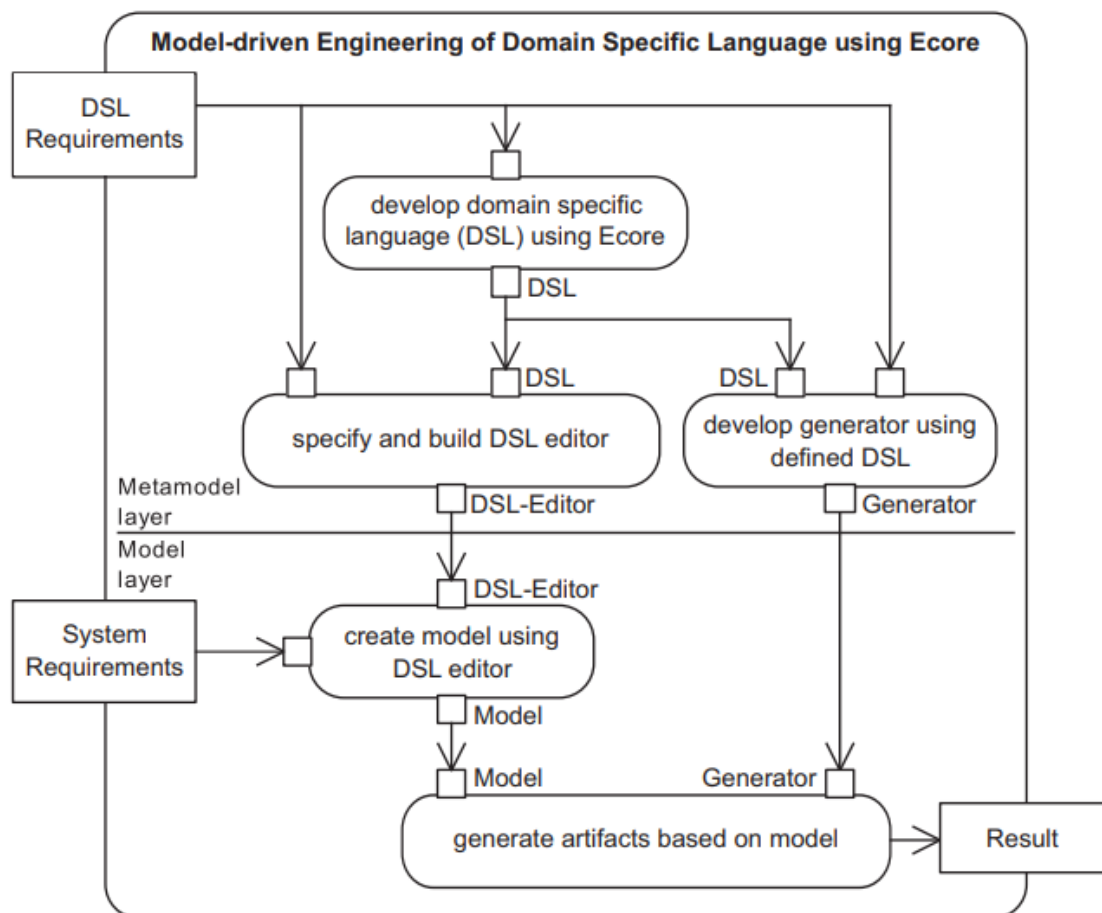 Model-driven Engineering of Domain Specific Language using Ecore
DSL
Requirements
develop domain specific
language (DSL) using Ecore
DSL
DSL
DSL
specify and build DSL editor
develop generator using
defined DSL
Metamodel
layer
DSL-Editor
Generator
Model
layer
DSL-Editor
System
Requirements
create model using
DSL editor
Model
Model
Generator
generate artifacts based on model
Result